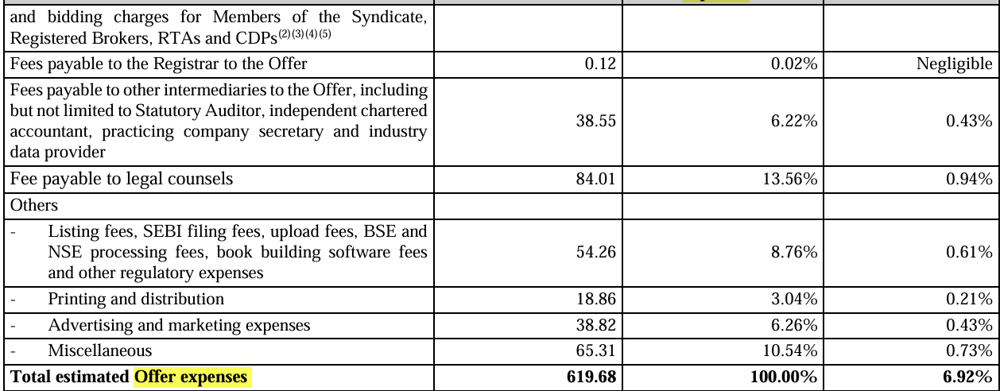 and bidding charges for Members of the Syndicate,
Registered Brokers, RTAs and CDPs(2)(3)(4)(5)
Fees payable to the Registrar to the Offer 0.12 0.02% Negligible
Fees payable to other intermediaries to the Offer, including
but not limited to Statutory Auditor, independent chartered
accountant, practicing company secretary and industry
data provider 38.55 6.22% 0.43%
Fee payable to legal counsels 84.01 13.56% 0.94%
Others
- Listing fees, SEBI filing fees, upload fees, BSE and
NSE processing fees, book building software fees
and other regulatory expenses 54.26 8.76% 0.61%
- Printing and distribution 18.86 3.04% 0.21%
- Advertising and marketing expenses 38.82 6.26% 0.43%
- Miscellaneous 65.31 10.54% 0.73%
Total estimated Offer expenses 619.68 100.00% 6.92%